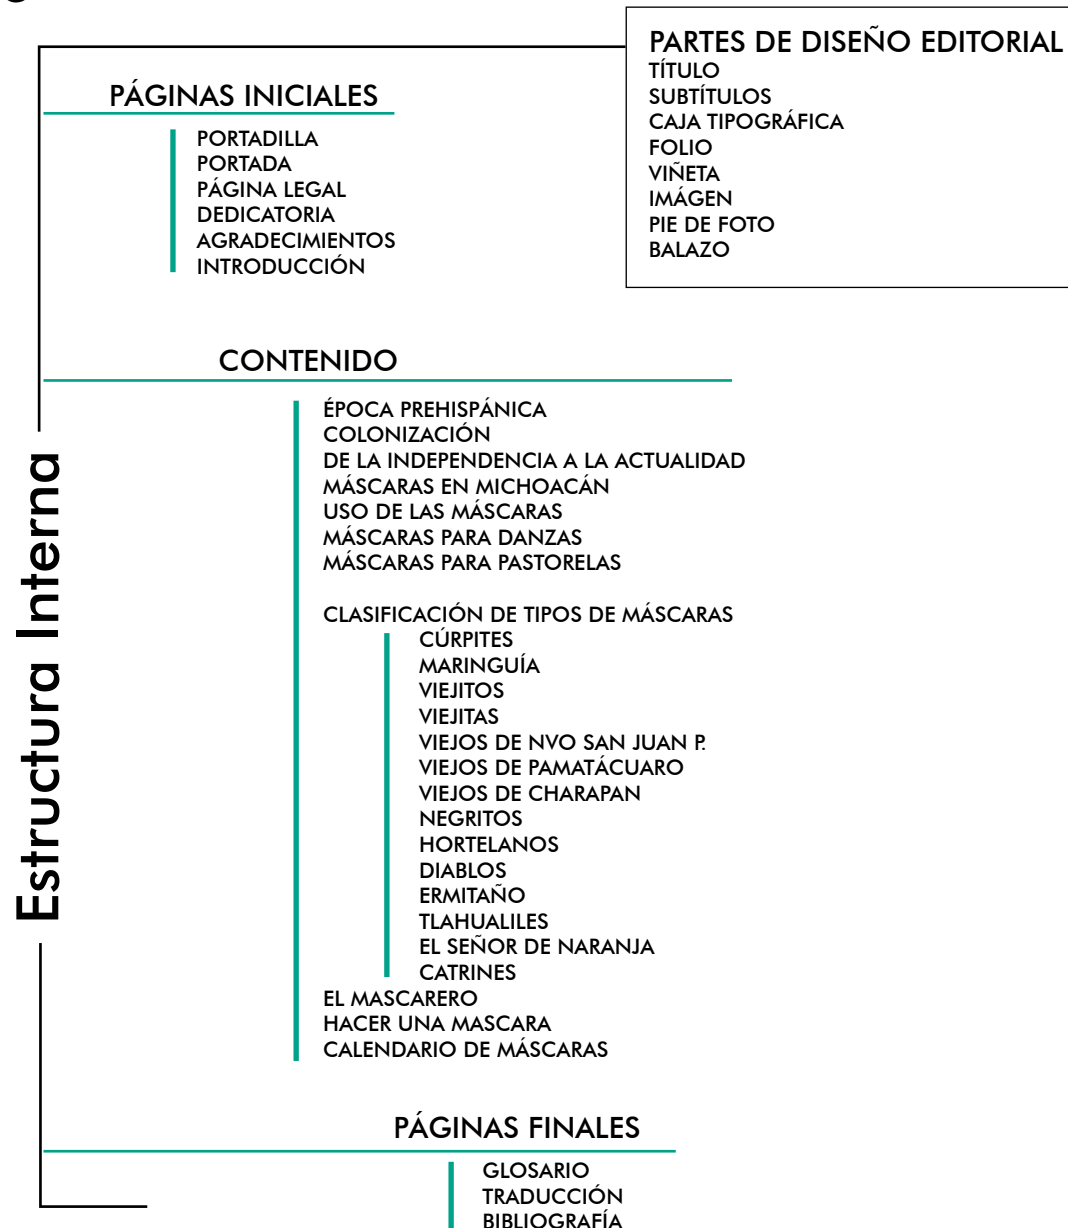 PARTES DE DISEÑO EDITORIAL
TÍTULO
SUBTÍTULOS
CAJA TIPOGRÁFICA
FOLIO
VIÑETA
IMÁGEN
PIE DE FOTO
BALAZO
PÁGINAS INICIALES
PORTADILLA
PORTADA
PÁGINA LEGAL
DEDICATORIA
AGRADECIMIENTOS
INTRODUCCIÓN
Estructura Interna
CONTENIDO
ÉPOCA PREHISPÁNICA
COLONIZACIÓN
DE LA INDEPENDENCIA A LA ACTUALIDAD
MÁSCARAS EN MICHOACÁN
USO DE LAS MÁSCARAS
MÁSCARAS PARA DANZAS
MÁSCARAS PARA PASTORELAS
CLASIFICACIÓN DE TIPOS DE MÁSCARAS
CÚRPITES
MARINGUÍA
VIEJITOS
VIEJITAS
VIEJOS DE NVO SAN JUAN P.
VIEJOS DE PAMATÁCUARO
VIEJOS DE CHARAPAN
NEGRITOS
HORTELANOS
DIABLOS
ERMITAÑO
TLAHUALILES
EL SEÑOR DE NARANJA
CATRINES
EL MASCARERO
HACER UNA MASCARA
CALENDARIO DE MÁSCARAS
PÁGINAS FINALES
GLOSARIO
TRADUCCIÓN
BIBLIOGRAFÍA